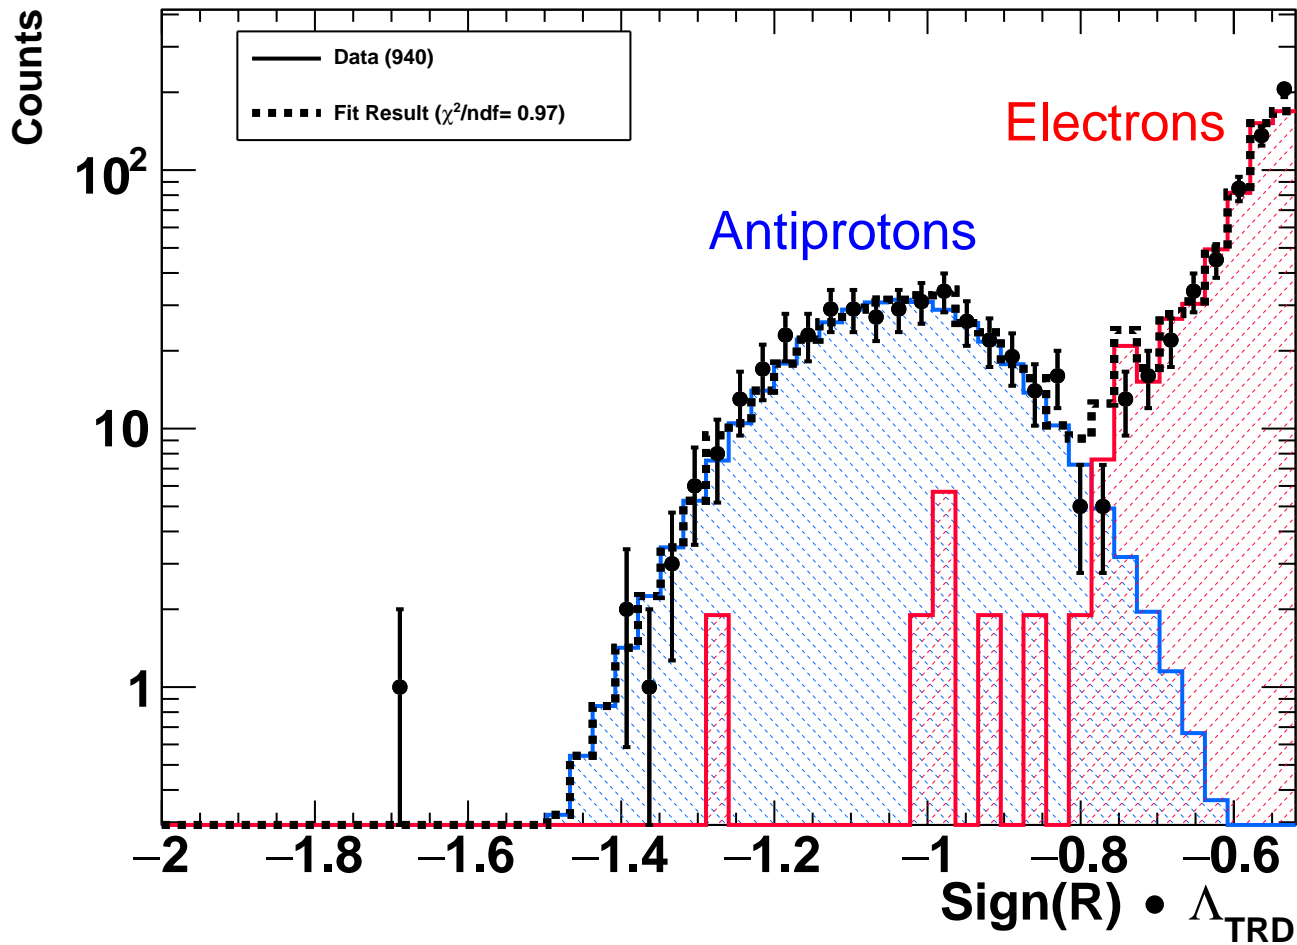 Counts
Data (940)
Fit Result (χ²/ndf= 0.97)
Electrons
Antiprotons
10²
10
1
−2 −1.8 −1.6 −1.4 −1.2 −1 −0.8 −0.6
Sign(R) • Λ_TRD